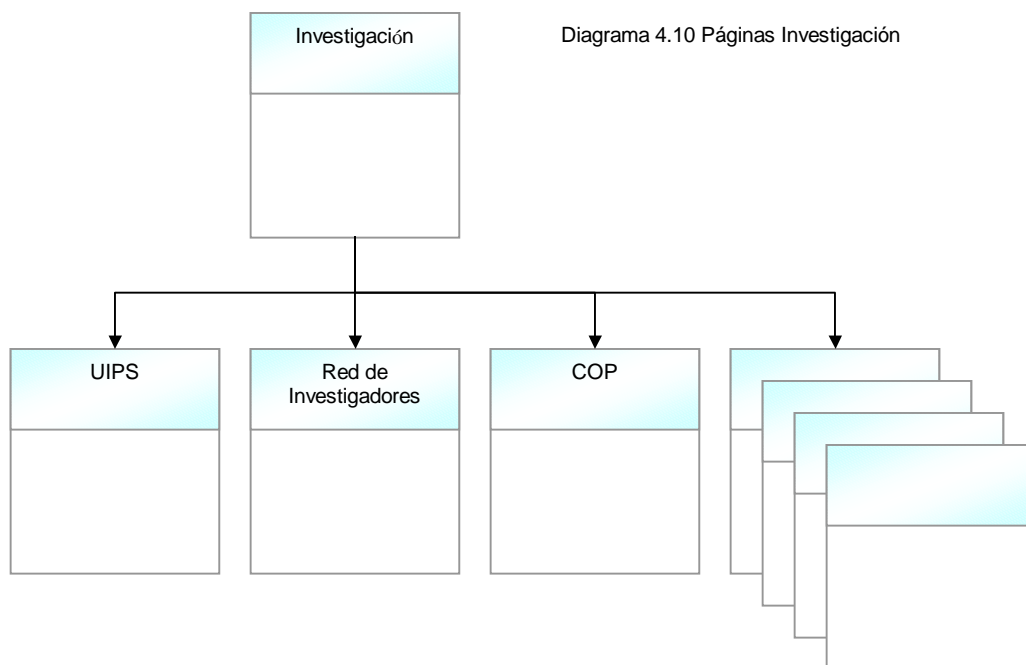 Investigación
Diagrama 4.10 Páginas Investigación
UIPS
Red de
Investigadores
COP